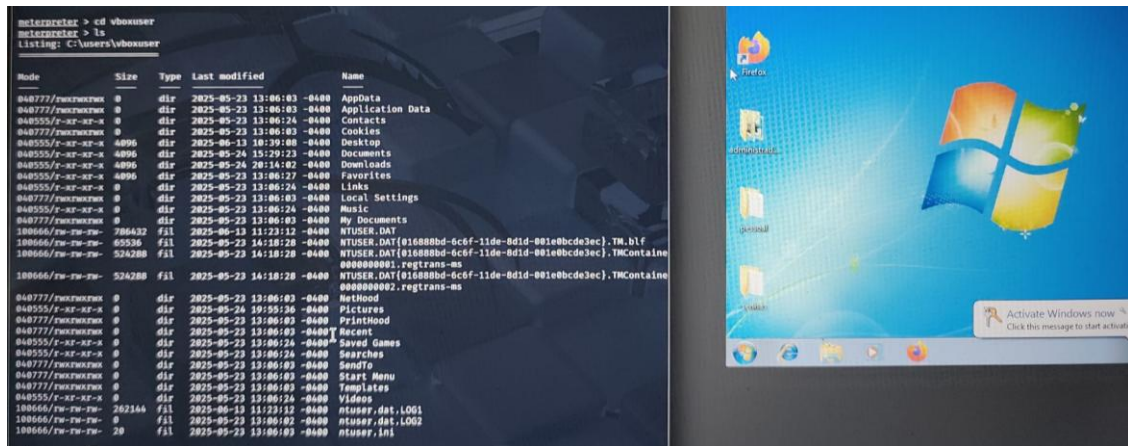 meterpreter > cd vboxuser
meterpreter > ls
Listing: C:\users\vboxuser
Mode Size Type Last modified Name
040777/rwxrwxrwx 0 dir 2025-05-23 13:06:03 -0400 AppData
040777/rwxrwxrwx 0 dir 2025-05-23 13:06:03 -0400 Application Data
040555/r-xr-xr-x 0 dir 2025-05-23 13:06:24 -0400 Contacts
040777/rwxrwxrwx 0 dir 2025-05-23 13:06:03 -0400 Cookies
040555/r-xr-xr-x 4096 dir 2025-06-13 10:39:08 -0400 Desktop
040555/r-xr-xr-x 4096 dir 2025-05-24 15:29:23 -0400 Documents
040555/r-xr-xr-x 4096 dir 2025-05-24 20:14:02 -0400 Downloads
040555/r-xr-xr-x 4096 dir 2025-05-23 13:06:27 -0400 Favorites
040555/r-xr-xr-x 0 dir 2025-05-23 13:06:24 -0400 Links
040777/rwxrwxrwx 0 dir 2025-05-23 13:06:03 -0400 Local Settings
040555/r-xr-xr-x 0 dir 2025-05-23 13:06:24 -0400 Music
040777/rwxrwxrwx 0 dir 2025-05-23 13:06:03 -0400 My Documents
100666/rw-rw-rw- 786432 fil 2025-06-13 11:23:12 -0400 NTUSER.DAT
100666/rw-rw-rw- 65536 fil 2025-05-23 14:18:28 -0400 NTUSER.DAT{016888bd-6c6f-11de-8d1d-001e0bcde3ec}.TM.blf
100666/rw-rw-rw- 524288 fil 2025-05-23 14:18:28 -0400 NTUSER.DAT{016888bd-6c6f-11de-8d1d-001e0bcde3ec}.TMContaine
0000000001.regtrans-ms
100666/rw-rw-rw- 524288 fil 2025-05-23 14:18:28 -0400 NTUSER.DAT{016888bd-6c6f-11de-8d1d-001e0bcde3ec}.TMContaine
0000000002.regtrans-ms
040777/rwxrwxrwx 0 dir 2025-05-23 13:06:03 -0400 NetHood
040555/r-xr-xr-x 0 dir 2025-05-24 19:55:36 -0400 Pictures
040777/rwxrwxrwx 0 dir 2025-05-23 13:06:03 -0400 PrintHood
040777/rwxrwxrwx 0 dir 2025-05-23 13:06:03 -0400 Recent
040555/r-xr-xr-x 0 dir 2025-05-23 13:06:24 -0400 Saved Games
040555/r-xr-xr-x 0 dir 2025-05-23 13:06:24 -0400 Searches
040777/rwxrwxrwx 0 dir 2025-05-23 13:06:03 -0400 SendTo
040777/rwxrwxrwx 0 dir 2025-05-23 13:06:03 -0400 Start Menu
040777/rwxrwxrwx 0 dir 2025-05-23 13:06:03 -0400 Templates
040555/r-xr-xr-x 0 dir 2025-05-23 13:06:24 -0400 Videos
100666/rw-rw-rw- 262144 fil 2025-06-13 11:23:12 -0400 ntuser.dat.LOG1
100666/rw-rw-rw- 0 fil 2025-05-23 13:06:02 -0400 ntuser.dat.LOG2
100666/rw-rw-rw- 20 fil 2025-05-23 13:06:03 -0400 ntuser.ini
Firefox
personal
Activate Windows now
Click this message to start activat